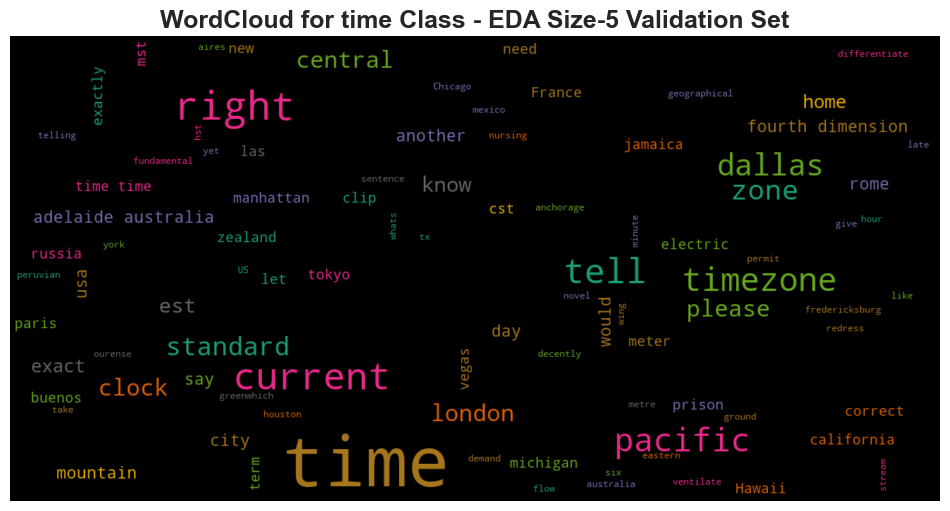 WordCloud for time Class - EDA Size-5 Validation Set
aires
new
mst
central
need
differentiate
exactly
Chicago
France
geographical
home
right
mexico
hst
telling
another
nursing
fourth dimension
jamaica
late
yet
las
fundamental
dallas
time time
sentence
know
zone
rome
manhattan
clip
cst
anchorage
adelaide australia
whats
give
hour
zealand
tx
minute
york
electric
russia
permit
peruvian
US
let
tokyo
tell
timezone
usa
novel
like
est
wing
would
please
fredericksburg
paris
day
redress
standard
meter
ourense
decently
vegas
exact
say
current
clock
greenwhich
buenos
take
houston
london
metre
prison
ground
correct
city
pacific
california
time
mountain
term
demand
michigan
eastern
six
stream
flow
australia
ventilate
Hawaii